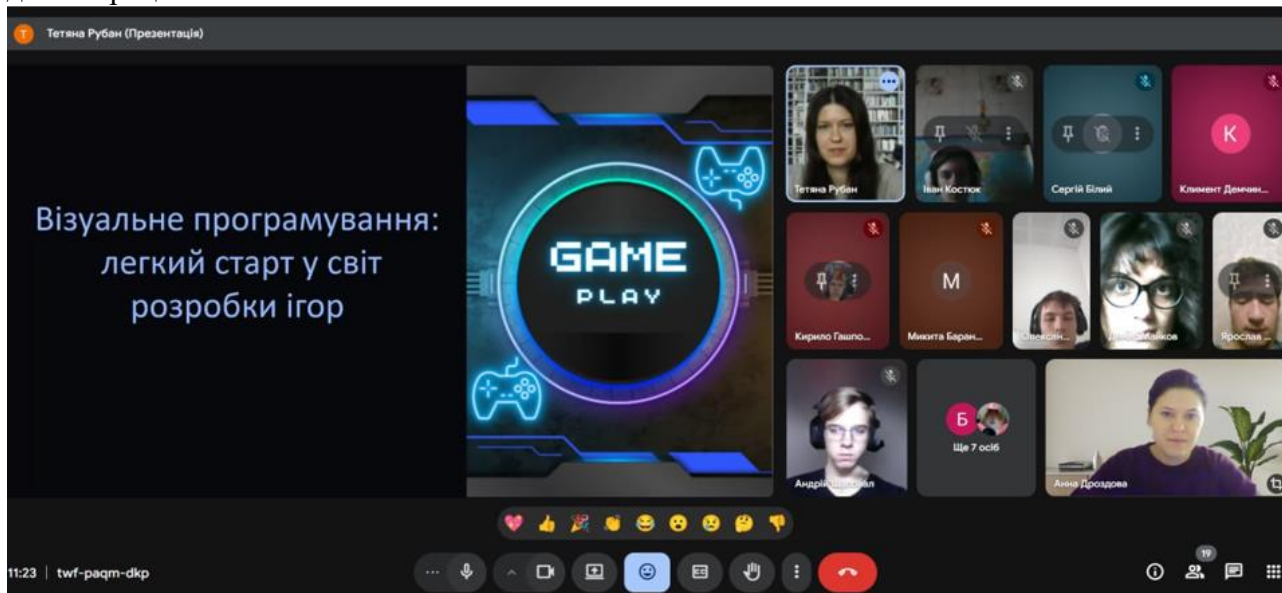 Т
Тетяна Рубан (Презентація)
Візуальне програмування:
легкий старт у світ
розробки ігор
GAME
PLAY
Тетяна Рубан
Іван Костюк
Сергій Білий
К
Климент Демчин...
Кирило Гашпо...
М
Микита Баран...
Ярослав
Андрій
Б
Ще 7 осіб
Анна Дроздова
11:23 | twf-paqm-dkp
19